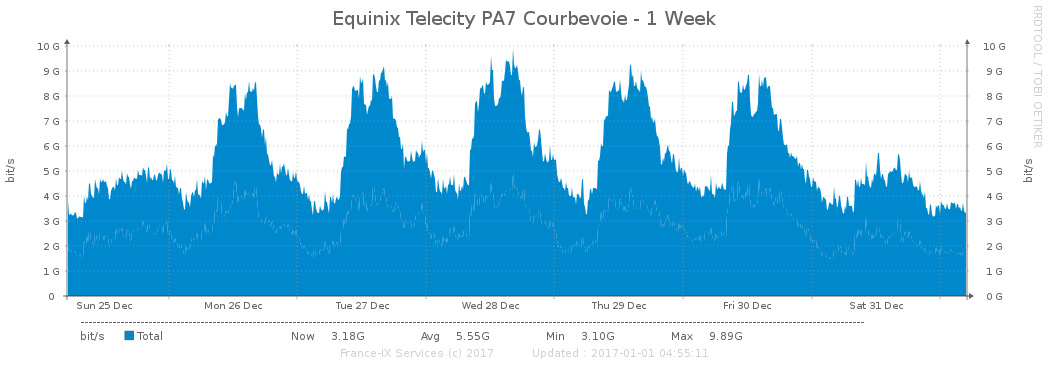 Equinix Telecity PA7 Courbevoie - 1 Week
RRDTOOL / TOBI OETIKER
10 G 10 G
9 G 9 G
8 G 8 G
7 G 7 G
6 G 6 G
5 G 5 G
4 G 4 G
3 G 3 G
2 G 2 G
1 G 1 G
0 0 G
bit/s
bit/s
Sun 25 Dec Mon 26 Dec Tue 27 Dec Wed 28 Dec Thu 29 Dec Fri 30 Dec Sat 31 Dec
bit/s Total Now 3.18G Avg 5.55G Min 3.10G Max 9.89G
France-IX Services (c) 2017 Updated : 2017-01-01 04:55:11